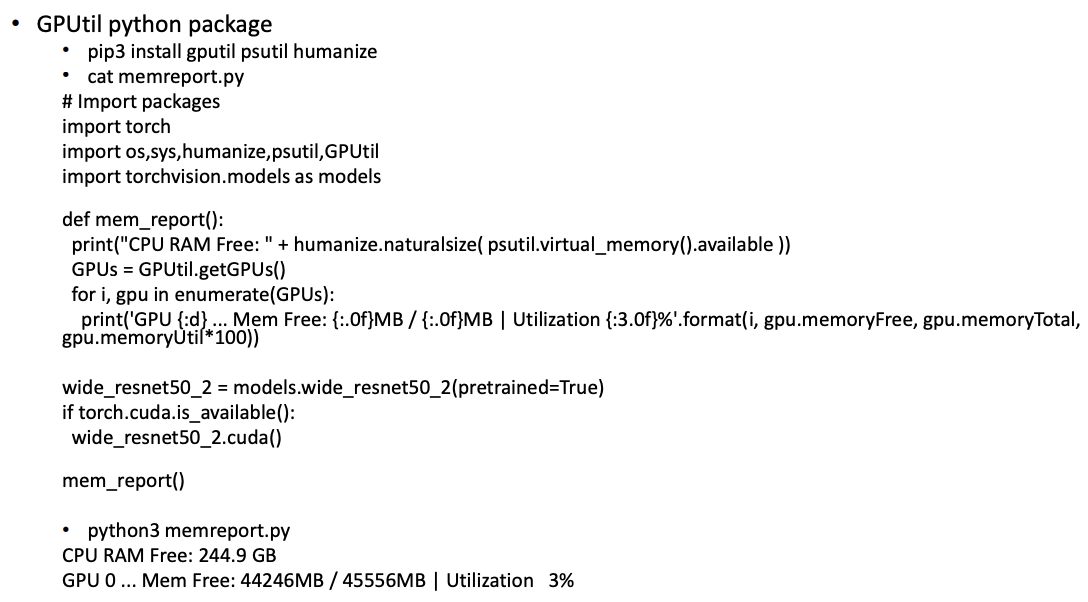 • GPUtil python package
• pip3 install gputil psutil humanize
• cat memreport.py
# Import packages
import torch
import os,sys,humanize,psutil,GPUtil
import torchvision.models as models
def mem_report():
print("CPU RAM Free: " + humanize.naturalsize( psutil.virtual_memory().available ))
GPUs = GPUtil.getGPUs()
for i, gpu in enumerate(GPUs):
print('GPU {:d} ... Mem Free: {:.0f}MB / {:.0f}MB | Utilization {:3.0f}%'.format(i, gpu.memoryFree, gpu.memoryTotal,
gpu.memoryUtil*100))
wide_resnet50_2 = models.wide_resnet50_2(pretrained=True)
if torch.cuda.is_available():
wide_resnet50_2.cuda()
mem_report()
• python3 memreport.py
CPU RAM Free: 244.9 GB
GPU 0 ... Mem Free: 44246MB / 45556MB | Utilization   3%